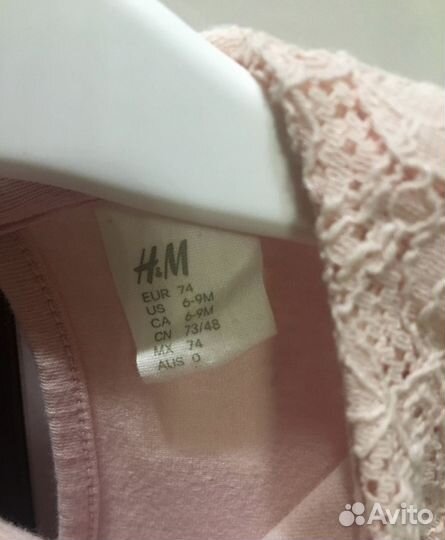 H&M
EUR 74
US 6-9M
CA 6-9M
CN 73/48
MX 74
AUS 0
Avito